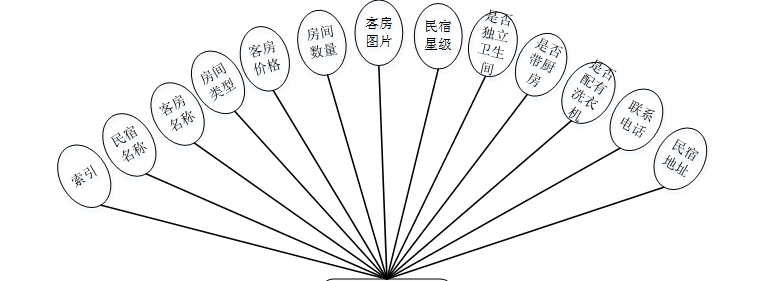 索引
民宿
名称
客房
名称
房间
类型
客房
价格
房间
数量
客房
图片
民宿
星级
是否
独立
卫生
间
是否
带厨
房
是否
配有
洗衣
机
联系
电话
民宿
地址